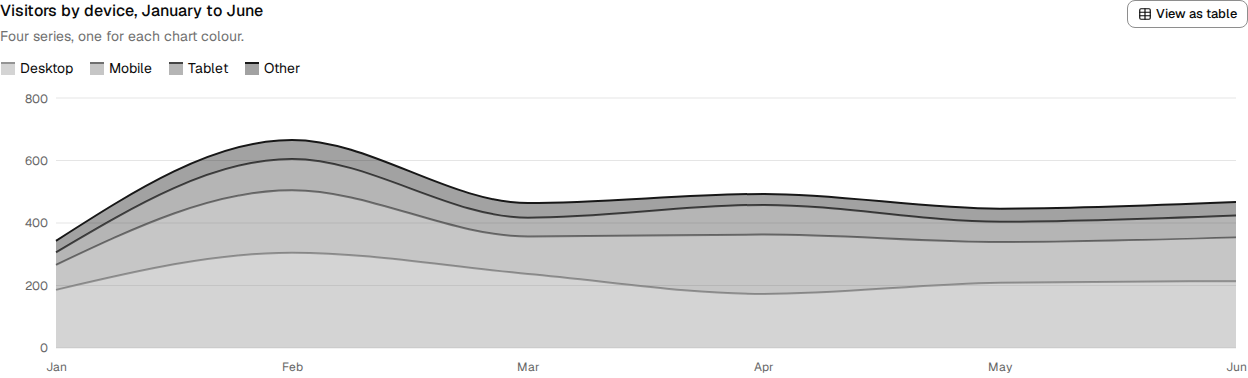 Visitors by device, January to June
View as table
Four series, one for each chart colour.
Desktop Mobile Tablet Other
800
600
400
200
0
Jan Feb Mar Apr May Jun